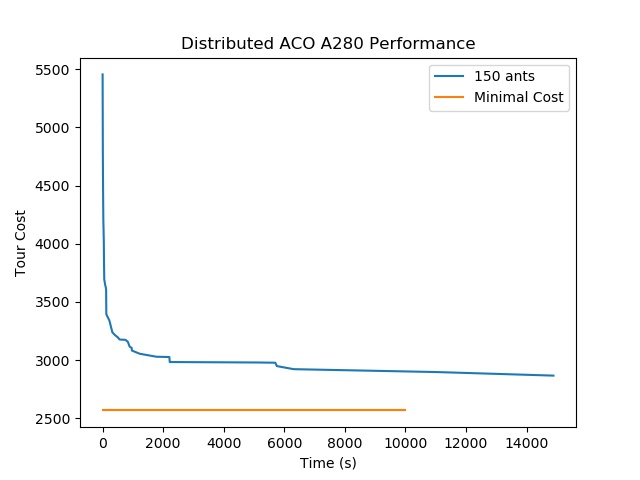 Distributed ACO A280 Performance
150 ants
Minimal Cost
5500
5000
4500
4000
3500
3000
2500
Tour Cost
0 2000 4000 6000 8000 10000 12000 14000
Time (s)